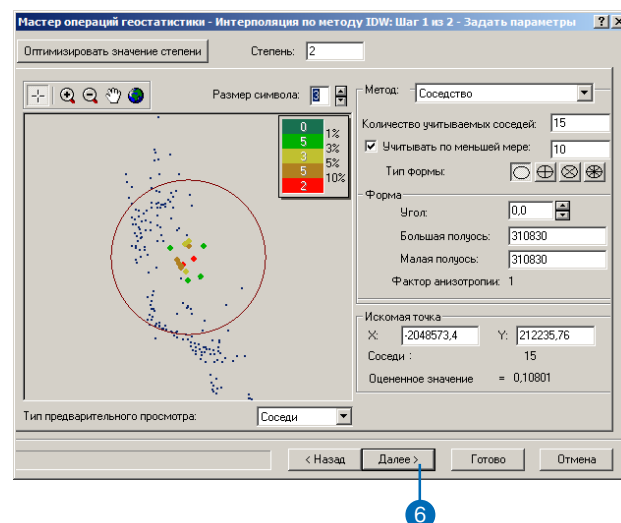 Мастер операций геостатистики - Интерполяция по методу IDW: Шаг 1 из 2 - Задать параметры
Оптимизировать значение степени
Степень: 2
Размер символа: 3
0
5
3
5
2
1%
3%
5%
10%
Метод: Соседство
Количество учитываемых соседей: 15
Учитывать по меньшей мере: 10
Тип формы:
Форма
Угол: 0,0
Большая полуось: 310830
Малая полуось: 310830
Фактор анизотропии: 1
Искомая точка
X: -2048573,4 Y: 212235,76
Соседи : 15
Оцененное значение = 0,10801
Тип предварительного просмотра: Соседи
< Назад
Далее >
Готово
Отмена
6